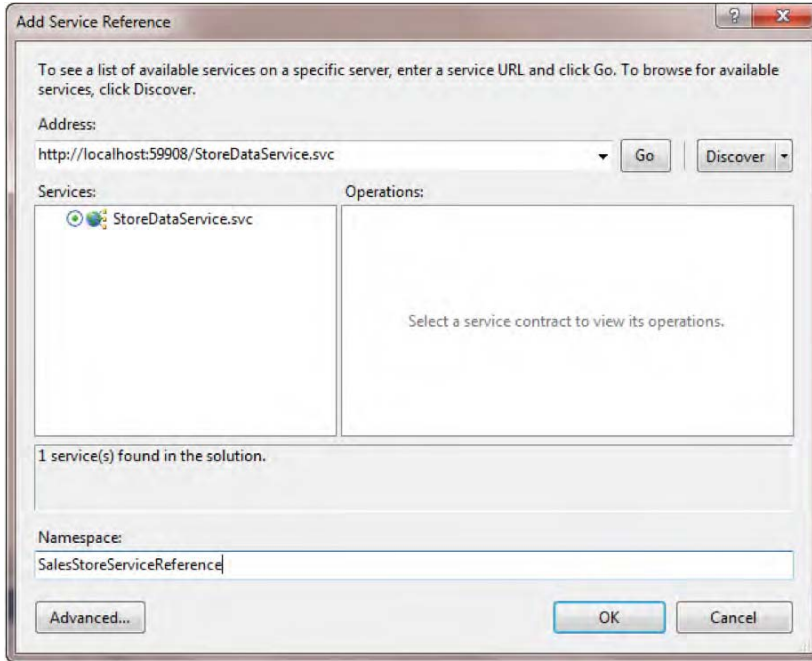 Add Service Reference
To see a list of available services on a specific server, enter a service URL and click Go. To browse for available
services, click Discover.
Address:
http://localhost:59908/StoreDataService.svc
Go
Discover
Services:
Operations:
StoreDataService.svc
Select a service contract to view its operations.
1 service(s) found in the solution.
Namespace:
SalesStoreServiceReference
Advanced...
OK
Cancel